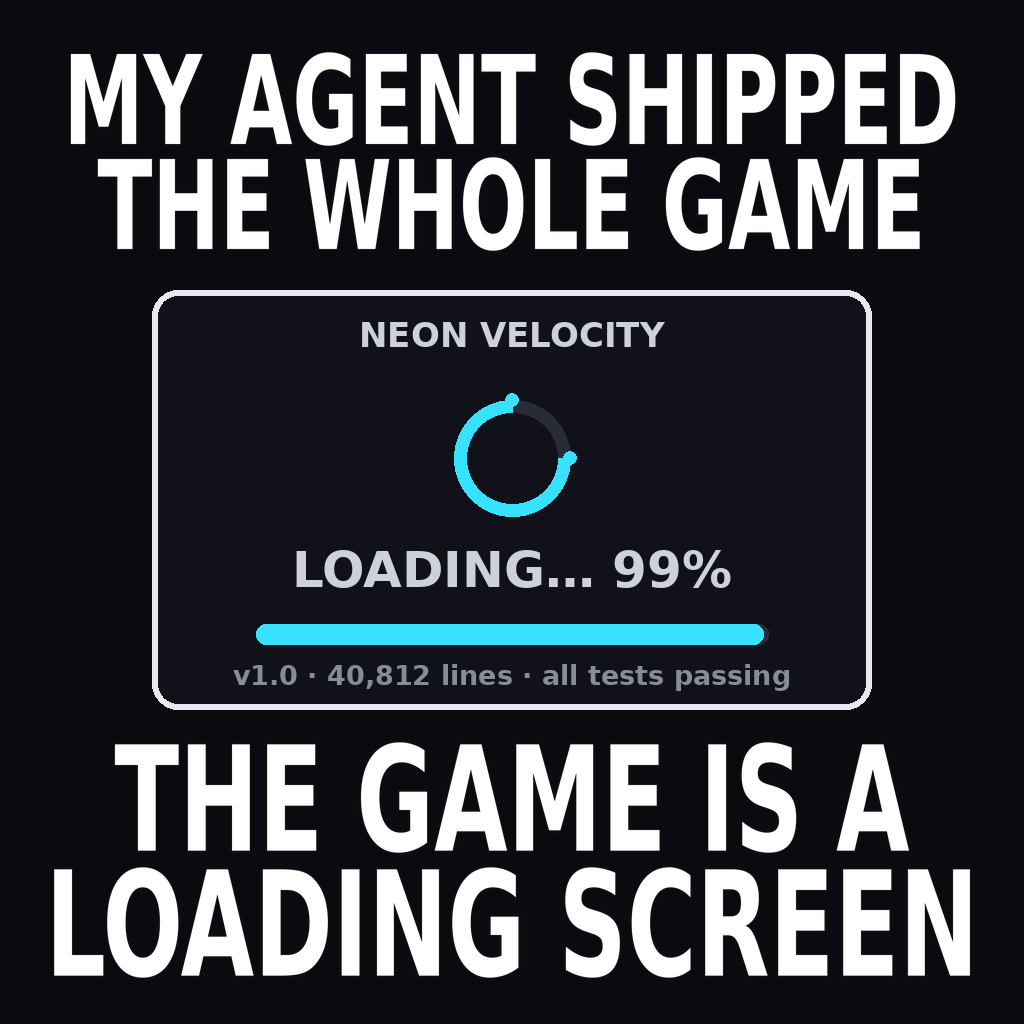 MY AGENT SHIPPED
THE WHOLE GAME
NEON VELOCITY
LOADING... 99%
v1.0 · 40,812 lines · all tests passing
THE GAME IS A
LOADING SCREEN